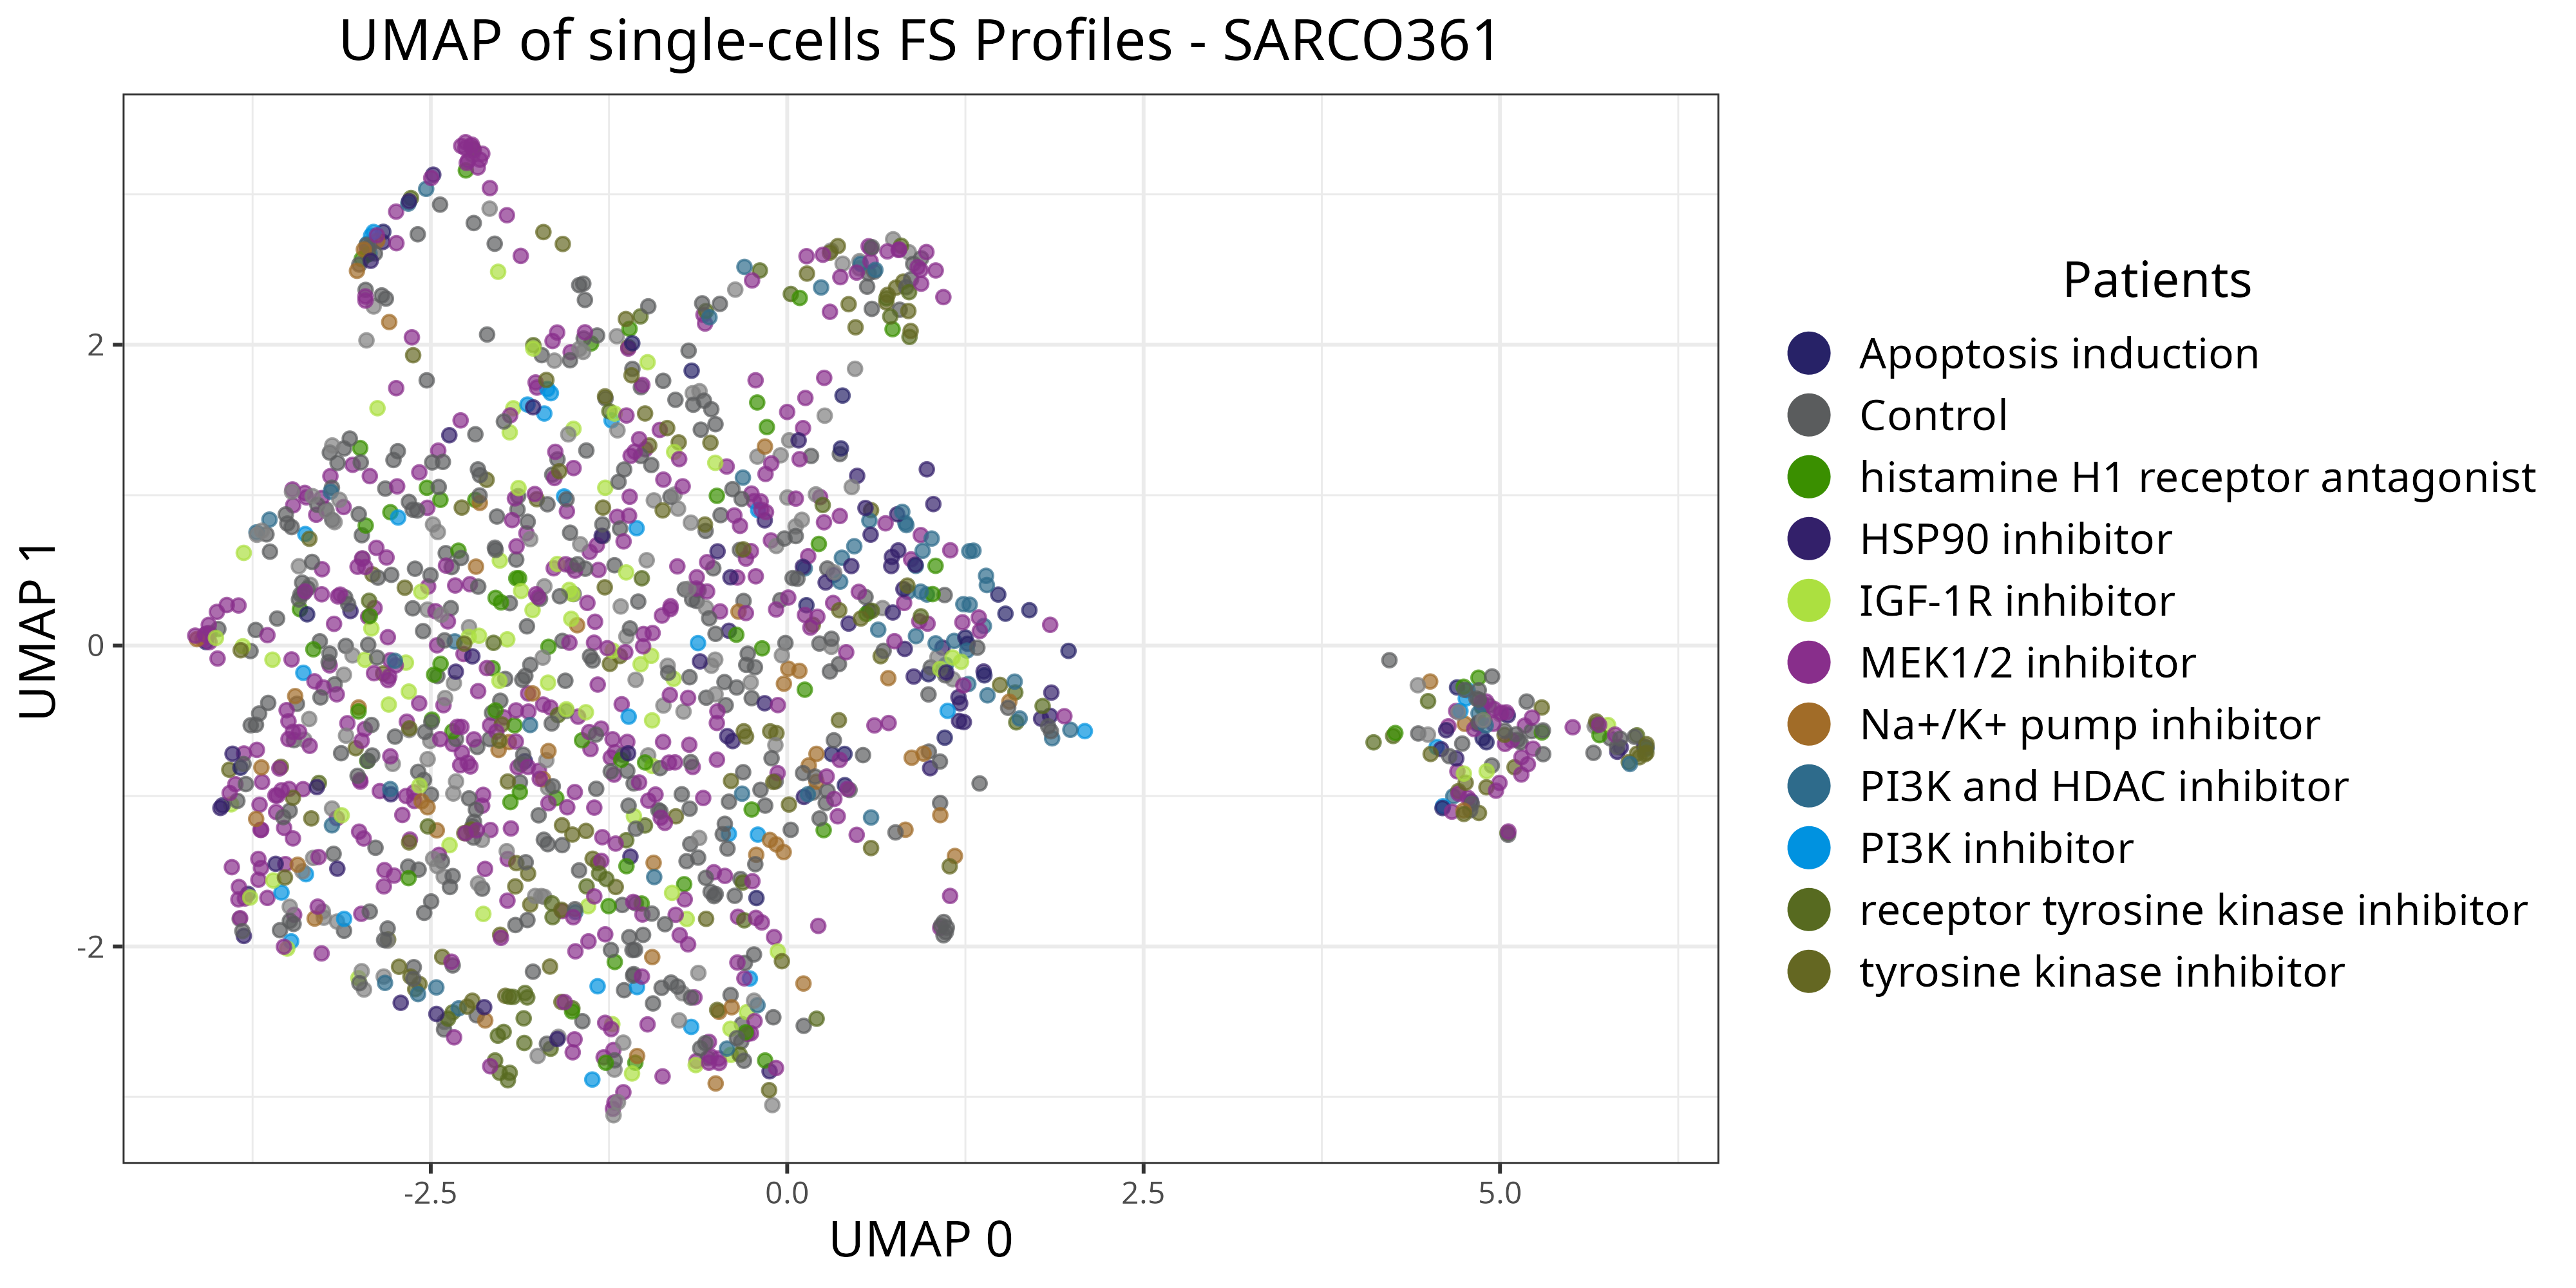 UMAP of single-cells FS Profiles - SARCO361
UMAP 1
2
0
-2
-2.5
0.0
2.5
5.0
UMAP 0
Patients
Apoptosis induction
Control
histamine H1 receptor antagonist
HSP90 inhibitor
IGF-1R inhibitor
MEK1/2 inhibitor
Na+/K+ pump inhibitor
PI3K and HDAC inhibitor
PI3K inhibitor
receptor tyrosine kinase inhibitor
tyrosine kinase inhibitor